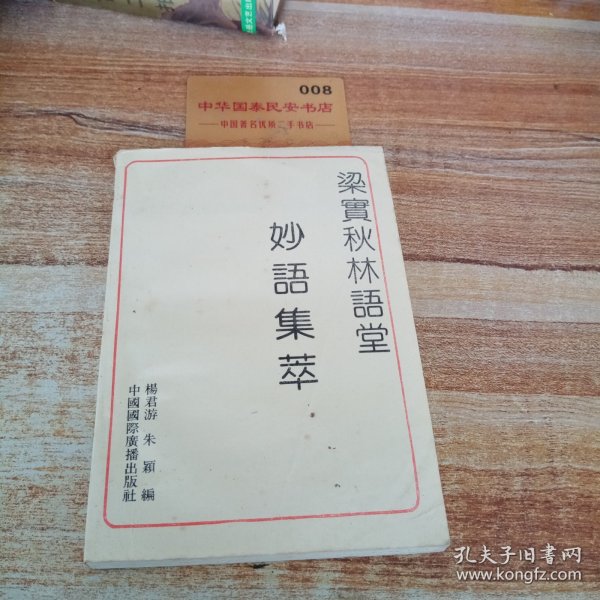 008
中华国泰民安书店
中国著名优质二手书店
梁實秋林語堂
妙語集萃
楊君游 朱穎 編
中國國際廣播出版社
孔夫子旧書网
www.kongfz.com